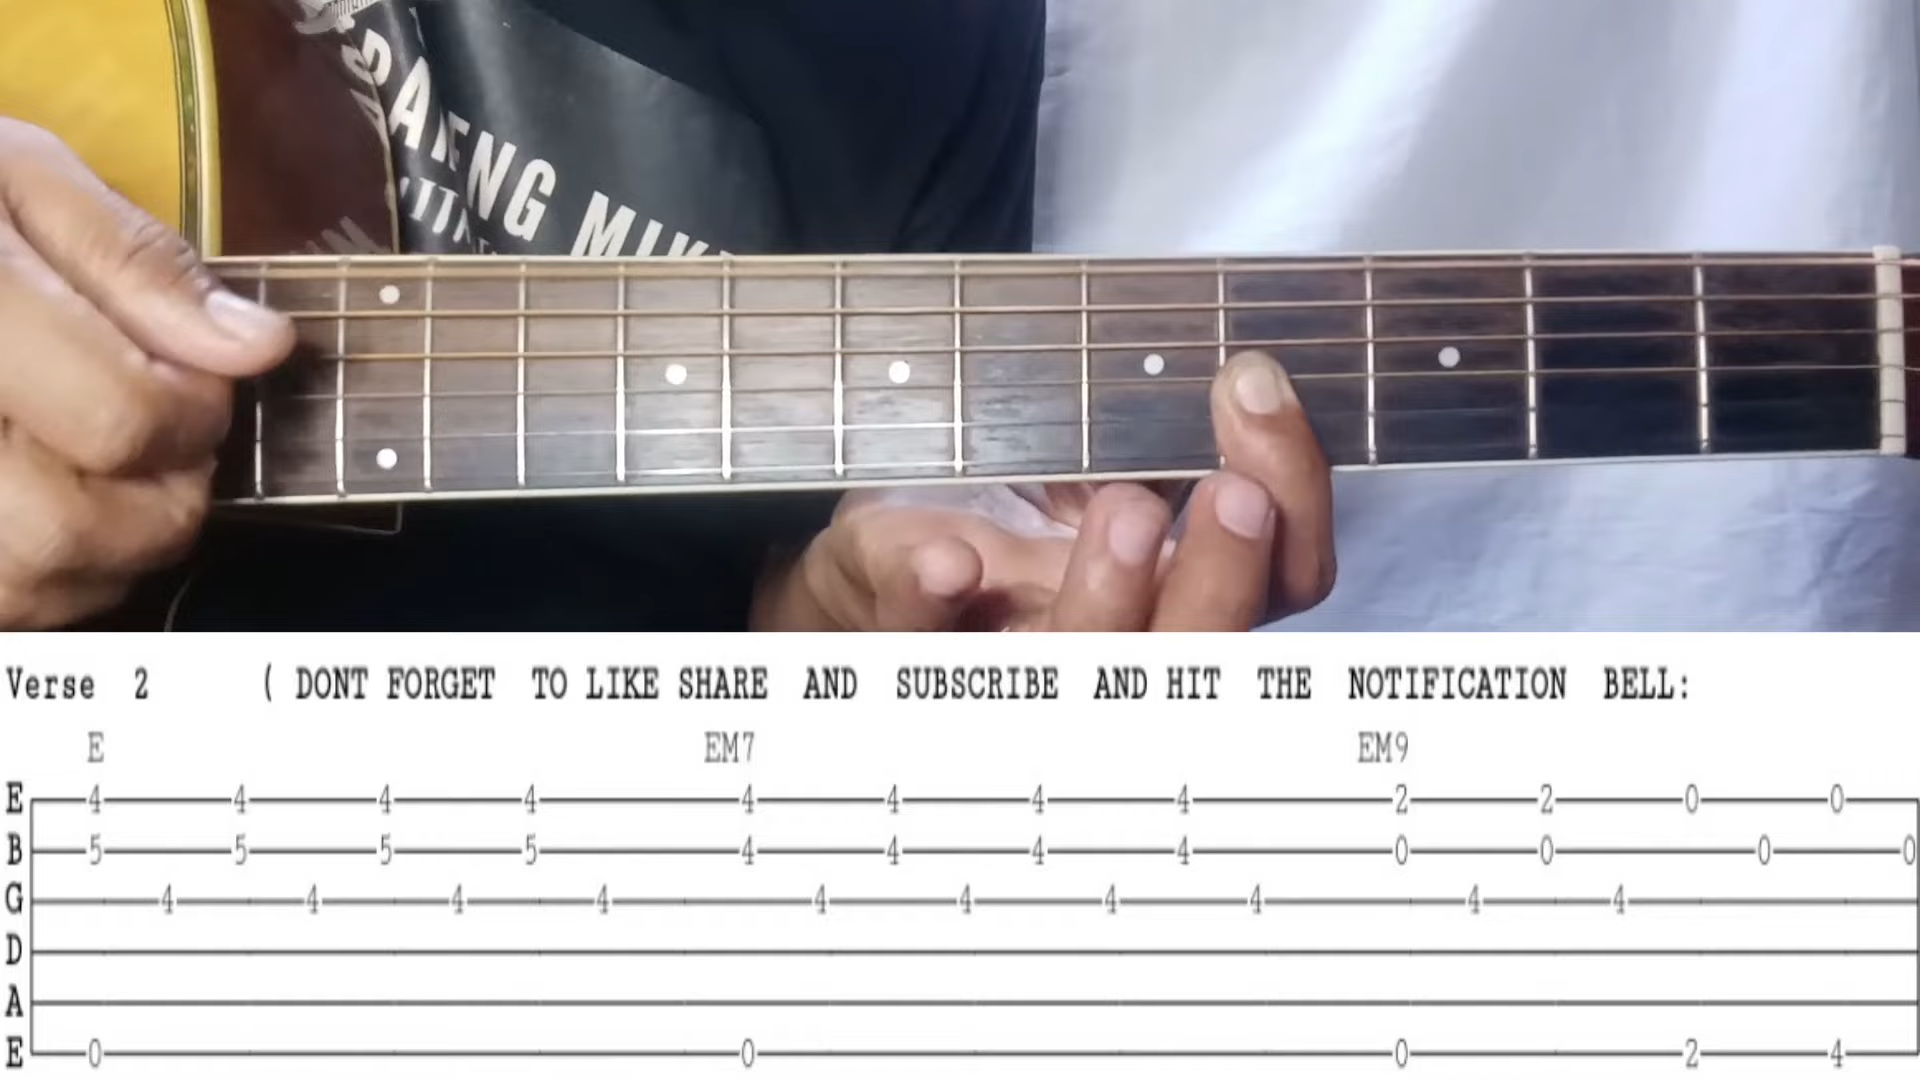 PAENG MIK
Verse 2 ( DONT FORGET TO LIKE SHARE AND SUBSCRIBE AND HIT THE NOTIFICATION BELL:
E EM7 EM9
E 4 4 4 4 4 4 4 4 2 2 0 0
B 5 5 5 5 4 4 4 4 0 0 0 0
G 4 4 4 4 4 4 4 4 4 4
D
A
E 0 0 0 2 4